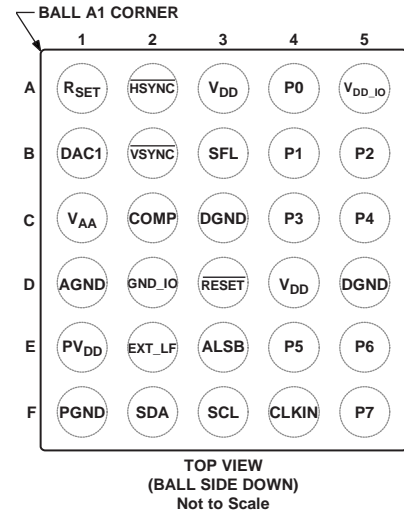 BALL A1 CORNER
1 2 3 4 5
A RSET HSYNC VDD P0 VDD_IO
B DAC1 VSYNC SFL P1 P2
C VAA COMP DGND P3 P4
D AGND GND_IO RESET VDD DGND
E PVDD EXT_LF ALSB P5 P6
F PGND SDA SCL CLKIN P7
TOP VIEW
(BALL SIDE DOWN)
Not to Scale